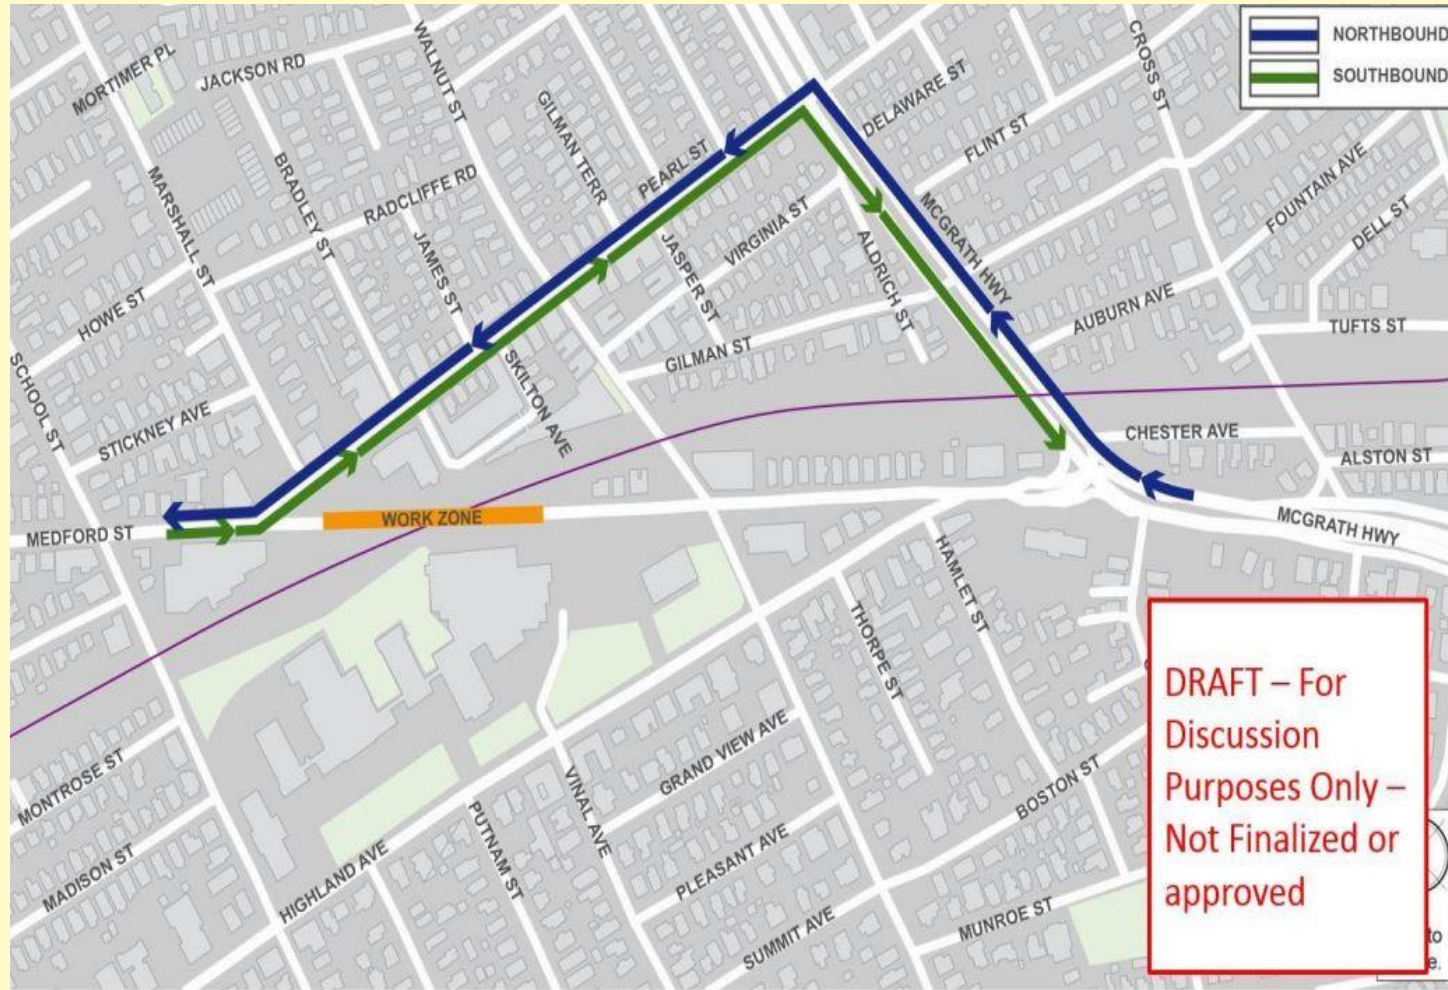 NORTHBOUHD
SOUTHBOUND
MORTIMER PL
JACKSON RD
WALNUT ST
CROSS ST
GILMAN TERR
DELAWARE ST
FLINT ST
PEARL ST
BRADLEY ST
RADCLIFFE RD
MARSHALL ST
JAMES ST
VIRGINIA ST
JASPER ST
ALDRICH ST
MCGRATH HWY
FOUNTAIN AVE
DELL ST
HOWE ST
AUBURN AVE
TUFTS ST
SCHOOL ST
GILMAN ST
SKILTON AVE
STICKNEY AVE
CHESTER AVE
ALSTON ST
MEDFORD ST
WORK ZONE
MCGRATH HWY
HAMLET ST
THORPE ST
MONTROSE ST
GRAND VIEW AVE
VINAL AVE
BOSTON ST
PUTNAM ST
PLEASANT AVE
MADISON ST
HIGHLAND AVE
SUMMIT AVE
MUNROE ST
DRAFT – For
Discussion
Purposes Only –
Not Finalized or
approved
to
e.